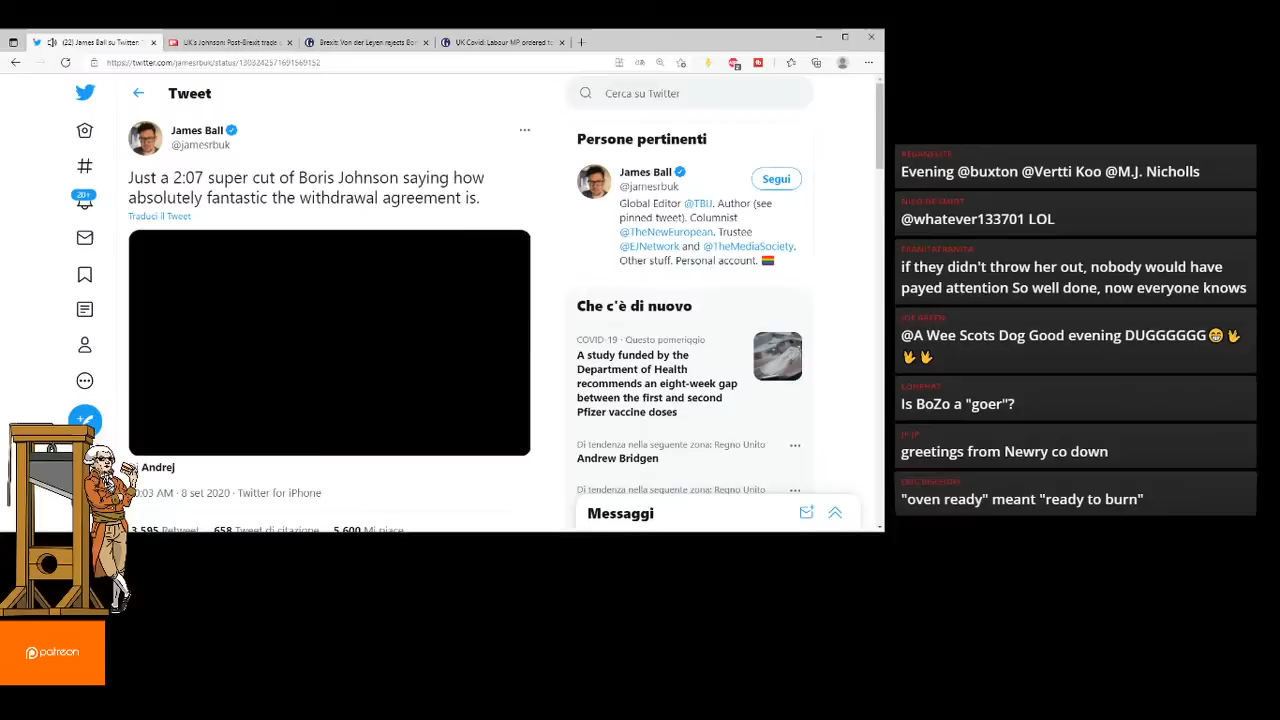 (22) James Ball su Twitter: "
UK's Johnson: Post-Brexit trade
Brexit: Von der Leyen rejects Bor
UK Covid: Labour MP ordered to
https://twitter.com/jamesrbuk/status/1303242571691569152
Tweet
James Ball
@jamesrbuk
Just a 2:07 super cut of Boris Johnson saying how
absolutely fantastic the withdrawal agreement is.
Traduci il Tweet
20+
Andrej
0:03 AM · 8 set 2020 · Twitter for iPhone
3.595 Retweet 658 Tweet di citazione 5.600 Mi piace
Cerca su Twitter
Persone pertinenti
James Ball
@jamesrbuk
Segui
Global Editor @TBIJ. Author (see
pinned tweet). Columnist
@TheNewEuropean. Trustee
@EJNetwork and @TheMediaSociety.
Other stuff. Personal account.
Che c'è di nuovo
COVID-19 · Questo pomeriggio
A study funded by the
Department of Health
recommends an eight-week gap
between the first and second
Pfizer vaccine doses
Di tendenza nella seguente zona: Regno Unito
Andrew Bridgen
Di tendenza nella seguente zona: Regno Unito
Messaggi
patreon
Evening @buxton @Vertti Koo @M.J. Nicholls
@whatever133701 LOL
if they didn't throw her out, nobody would have
payed attention So well done, now everyone knows
JOE GREEN
@A Wee Scots Dog Good evening DUGGGGGG😁🖖
🖖🖖
Is BoZo a "goer"?
greetings from Newry co down
"oven ready" meant "ready to burn"